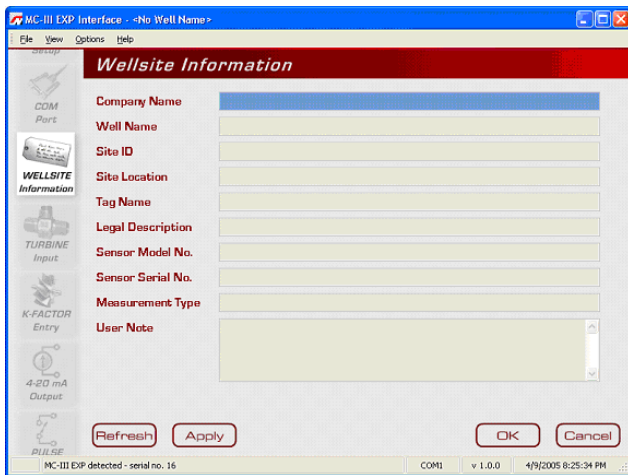 MC-III EXP Interface - <No Well Name>
File View Options Help
Setup
Wellsite Information
COM
Port
WELLSITE
Information
TURBINE
Input
K-FACTOR
Entry
4-20 mA
Output
PULSE
Company Name
Well Name
Site ID
Site Location
Tag Name
Legal Description
Sensor Model No.
Sensor Serial No.
Measurement Type
User Note
Refresh Apply OK Cancel
MC-III EXP detected - serial no. 16 COM1 v 1.0.0 4/9/2005 8:25:34 PM